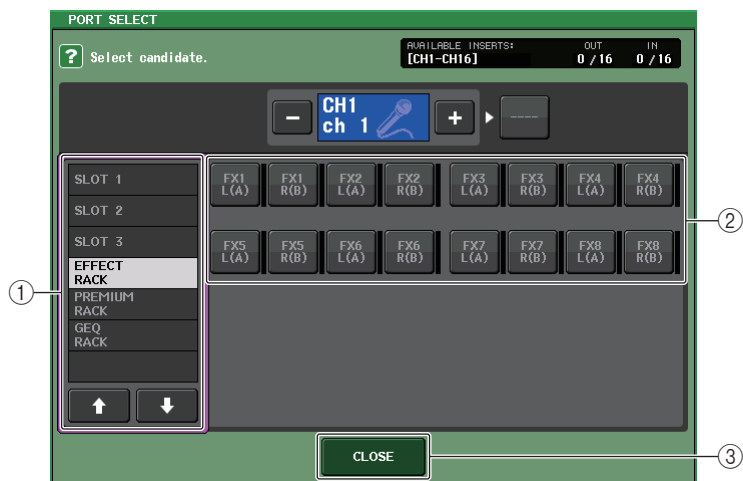 PORT SELECT
? Select candidate.
AVAILABLE INSERTS: OUT IN
[CH1-CH16] 0 /16 0 /16
CH1
ch 1
− + ----
SLOT 1
SLOT 2
SLOT 3
EFFECT
RACK
PREMIUM
RACK
GEQ
RACK
FX1 FX1 FX2 FX2 FX3 FX3 FX4 FX4
L(A) R(B) L(A) R(B) L(A) R(B) L(A) R(B)
FX5 FX5 FX6 FX6 FX7 FX7 FX8 FX8
L(A) R(B) L(A) R(B) L(A) R(B) L(A) R(B)
①
②
CLOSE
③